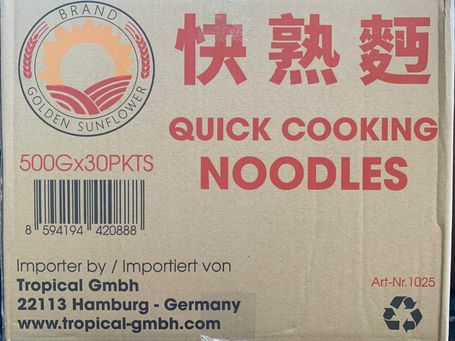 BRAND
GOLDEN SUNFLOWER
快熟麵
QUICK COOKING
NOODLES
500Gx30PKTS
8 594194 420888
Importer by / Importiert von
Tropical Gmbh
22113 Hamburg - Germany
www.tropical-gmbh.com
Art-Nr.1025